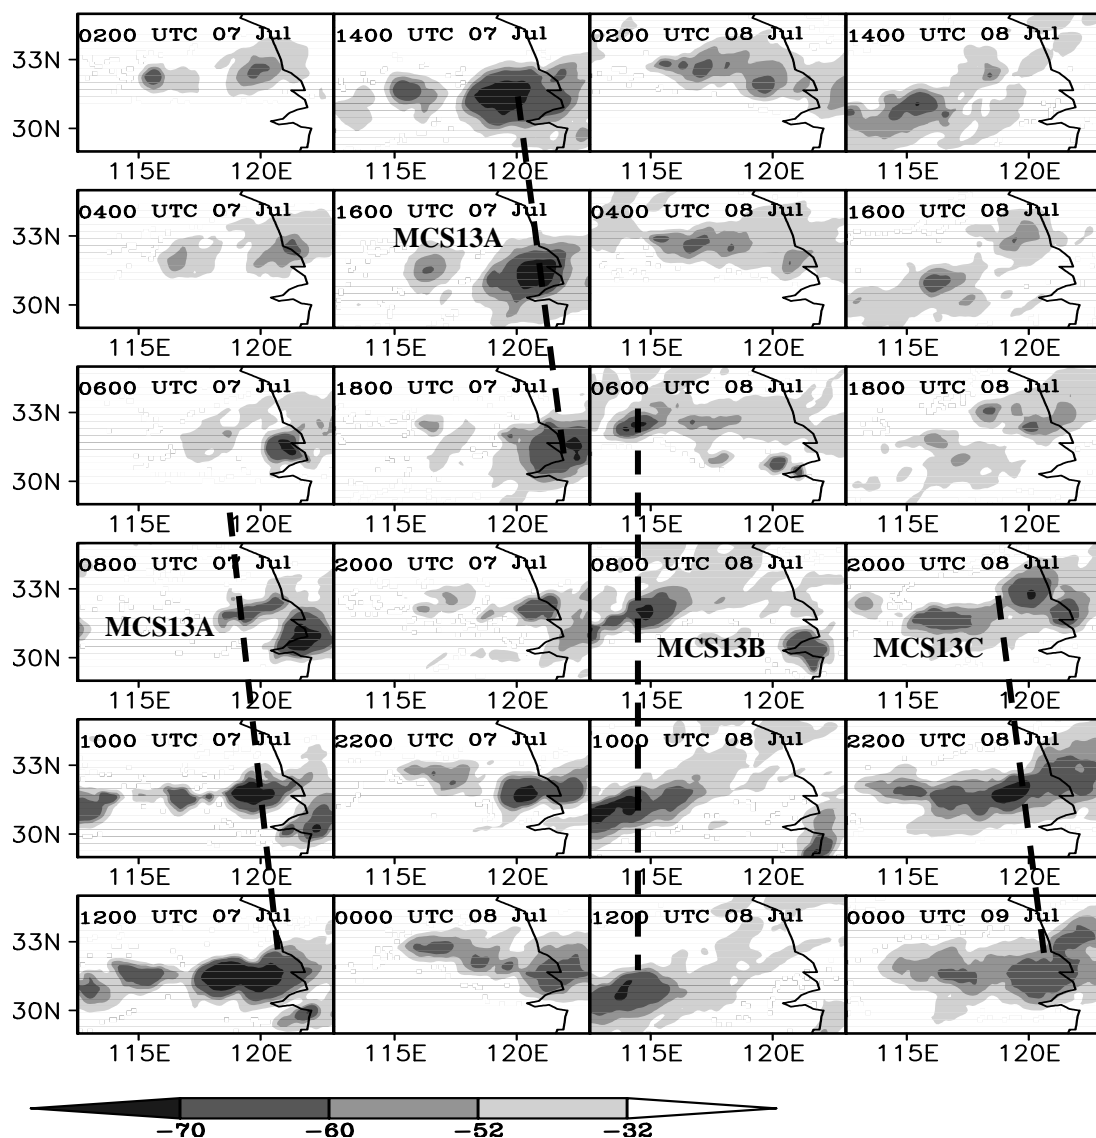 0200 UTC 07 Jul 1400 UTC 07 Jul 0200 UTC 08 Jul 1400 UTC 08 Jul
33N
30N
115E 120E 115E 120E 115E 120E 115E 120E
0400 UTC 07 Jul 1600 UTC 07 Jul 0400 UTC 08 Jul 1600 UTC 08 Jul
33N
MCS13A
30N
115E 120E 115E 120E 115E 120E 115E 120E
0600 UTC 07 Jul 1800 UTC 07 Jul 0600 UTC 08 Jul 1800 UTC 08 Jul
33N
30N
115E 120E 115E 120E 115E 120E 115E 120E
0800 UTC 07 Jul 2000 UTC 07 Jul 0800 UTC 08 Jul 2000 UTC 08 Jul
33N
MCS13A MCS13B MCS13C
30N
115E 120E 115E 120E 115E 120E 115E 120E
1000 UTC 07 Jul 2200 UTC 07 Jul 1000 UTC 08 Jul 2200 UTC 08 Jul
33N
30N
115E 120E 115E 120E 115E 120E 115E 120E
1200 UTC 07 Jul 0000 UTC 08 Jul 1200 UTC 08 Jul 0000 UTC 09 Jul
33N
30N
115E 120E 115E 120E 115E 120E 115E 120E
-70 -60 -52 -32